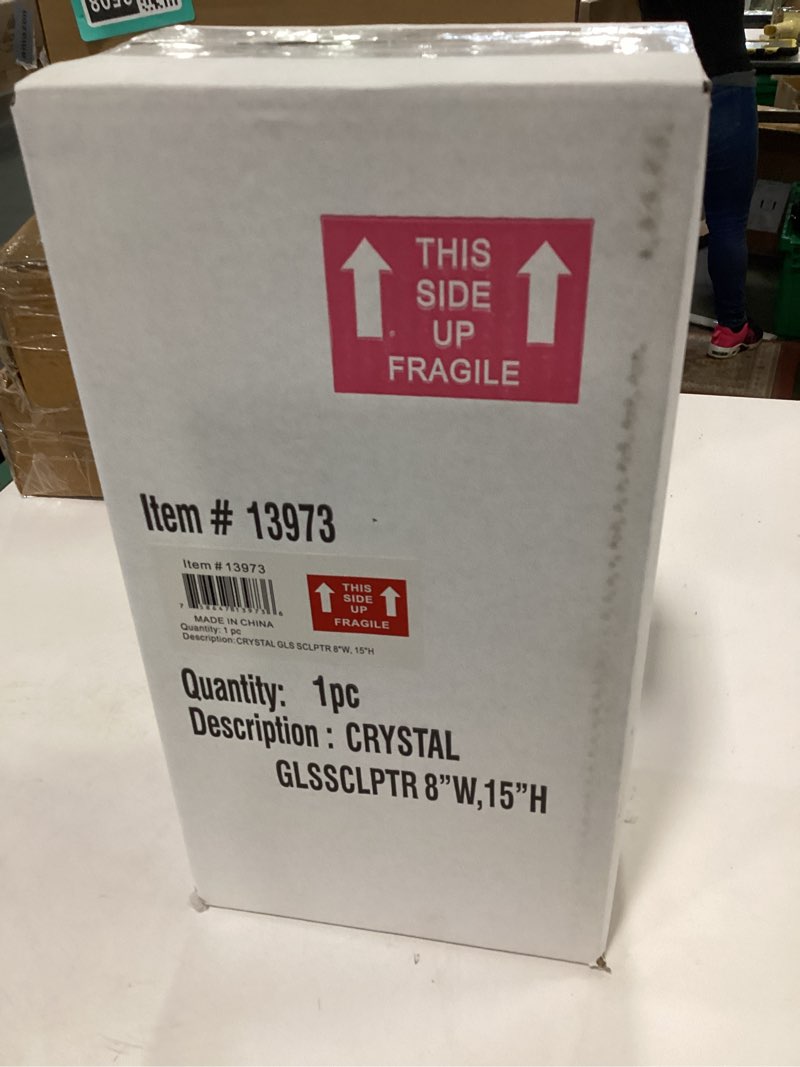 THIS
SIDE
UP
FRAGILE
Item # 13973
Item # 13973
THIS
SIDE
UP
FRAGILE
MADE IN CHINA
Quantity: 1 pc
Description:CRYSTAL GLS SCLPTR 8"W, 15"H
Quantity: 1pc
Description : CRYSTAL
GLSSCLPTR 8”W,15”H